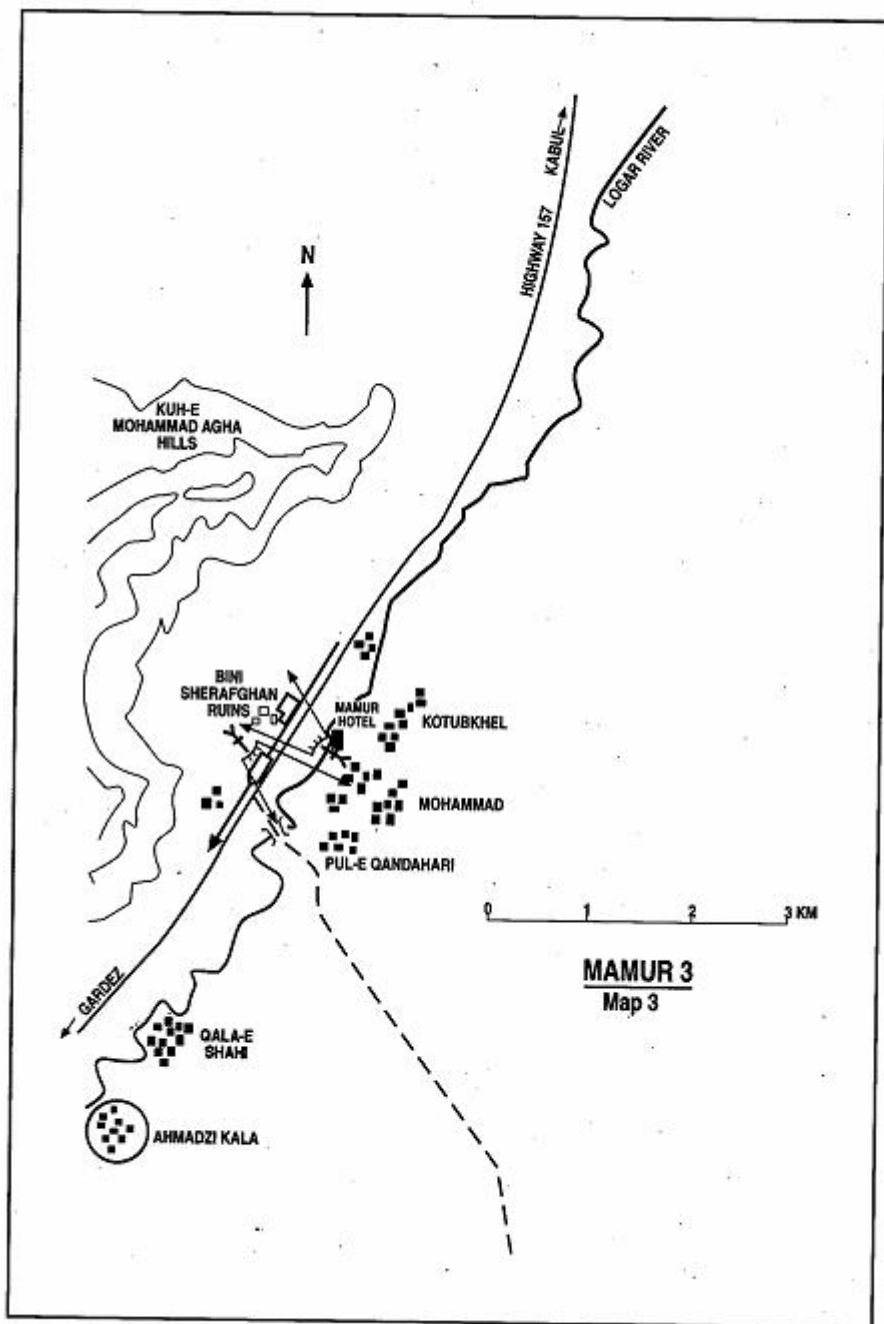 KABUL
LOGAR RIVER
HIGHWAY 157
N
KUH-E
MOHAMMAD AGHA
HILLS
BINI
SHERAFGHAN
RUINS
MAMUR
HOTEL
KOTUBKHEL
MOHAMMAD
PUL-E QANDAHARI
0 1 2 3 KM
MAMUR 3
Map 3
GARDEZ
QALA-E
SHAHI
AHMADZI KALA